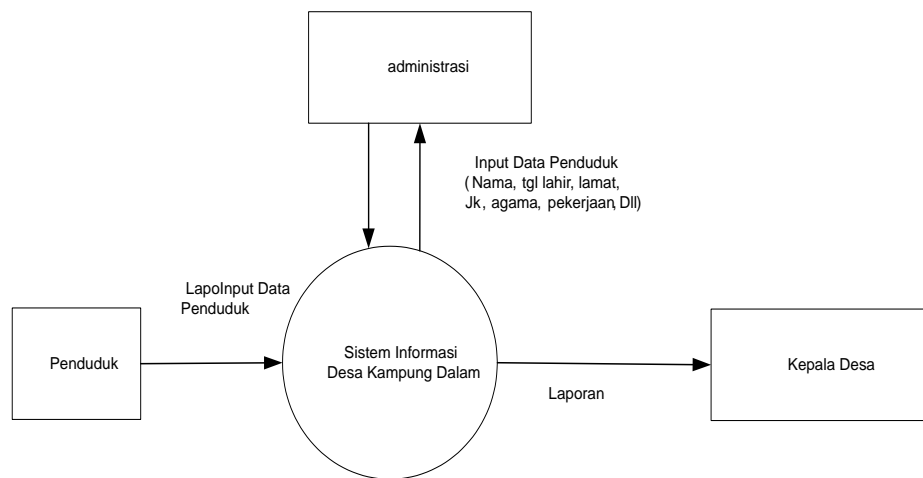 administrasi
Input Data Penduduk
( Nama, tgl lahir, lamat,
Jk, agama, pekerjaan, Dll)
LapoInput Data
Penduduk
Penduduk
Sistem Informasi
Desa Kampung Dalam
Kepala Desa
Laporan